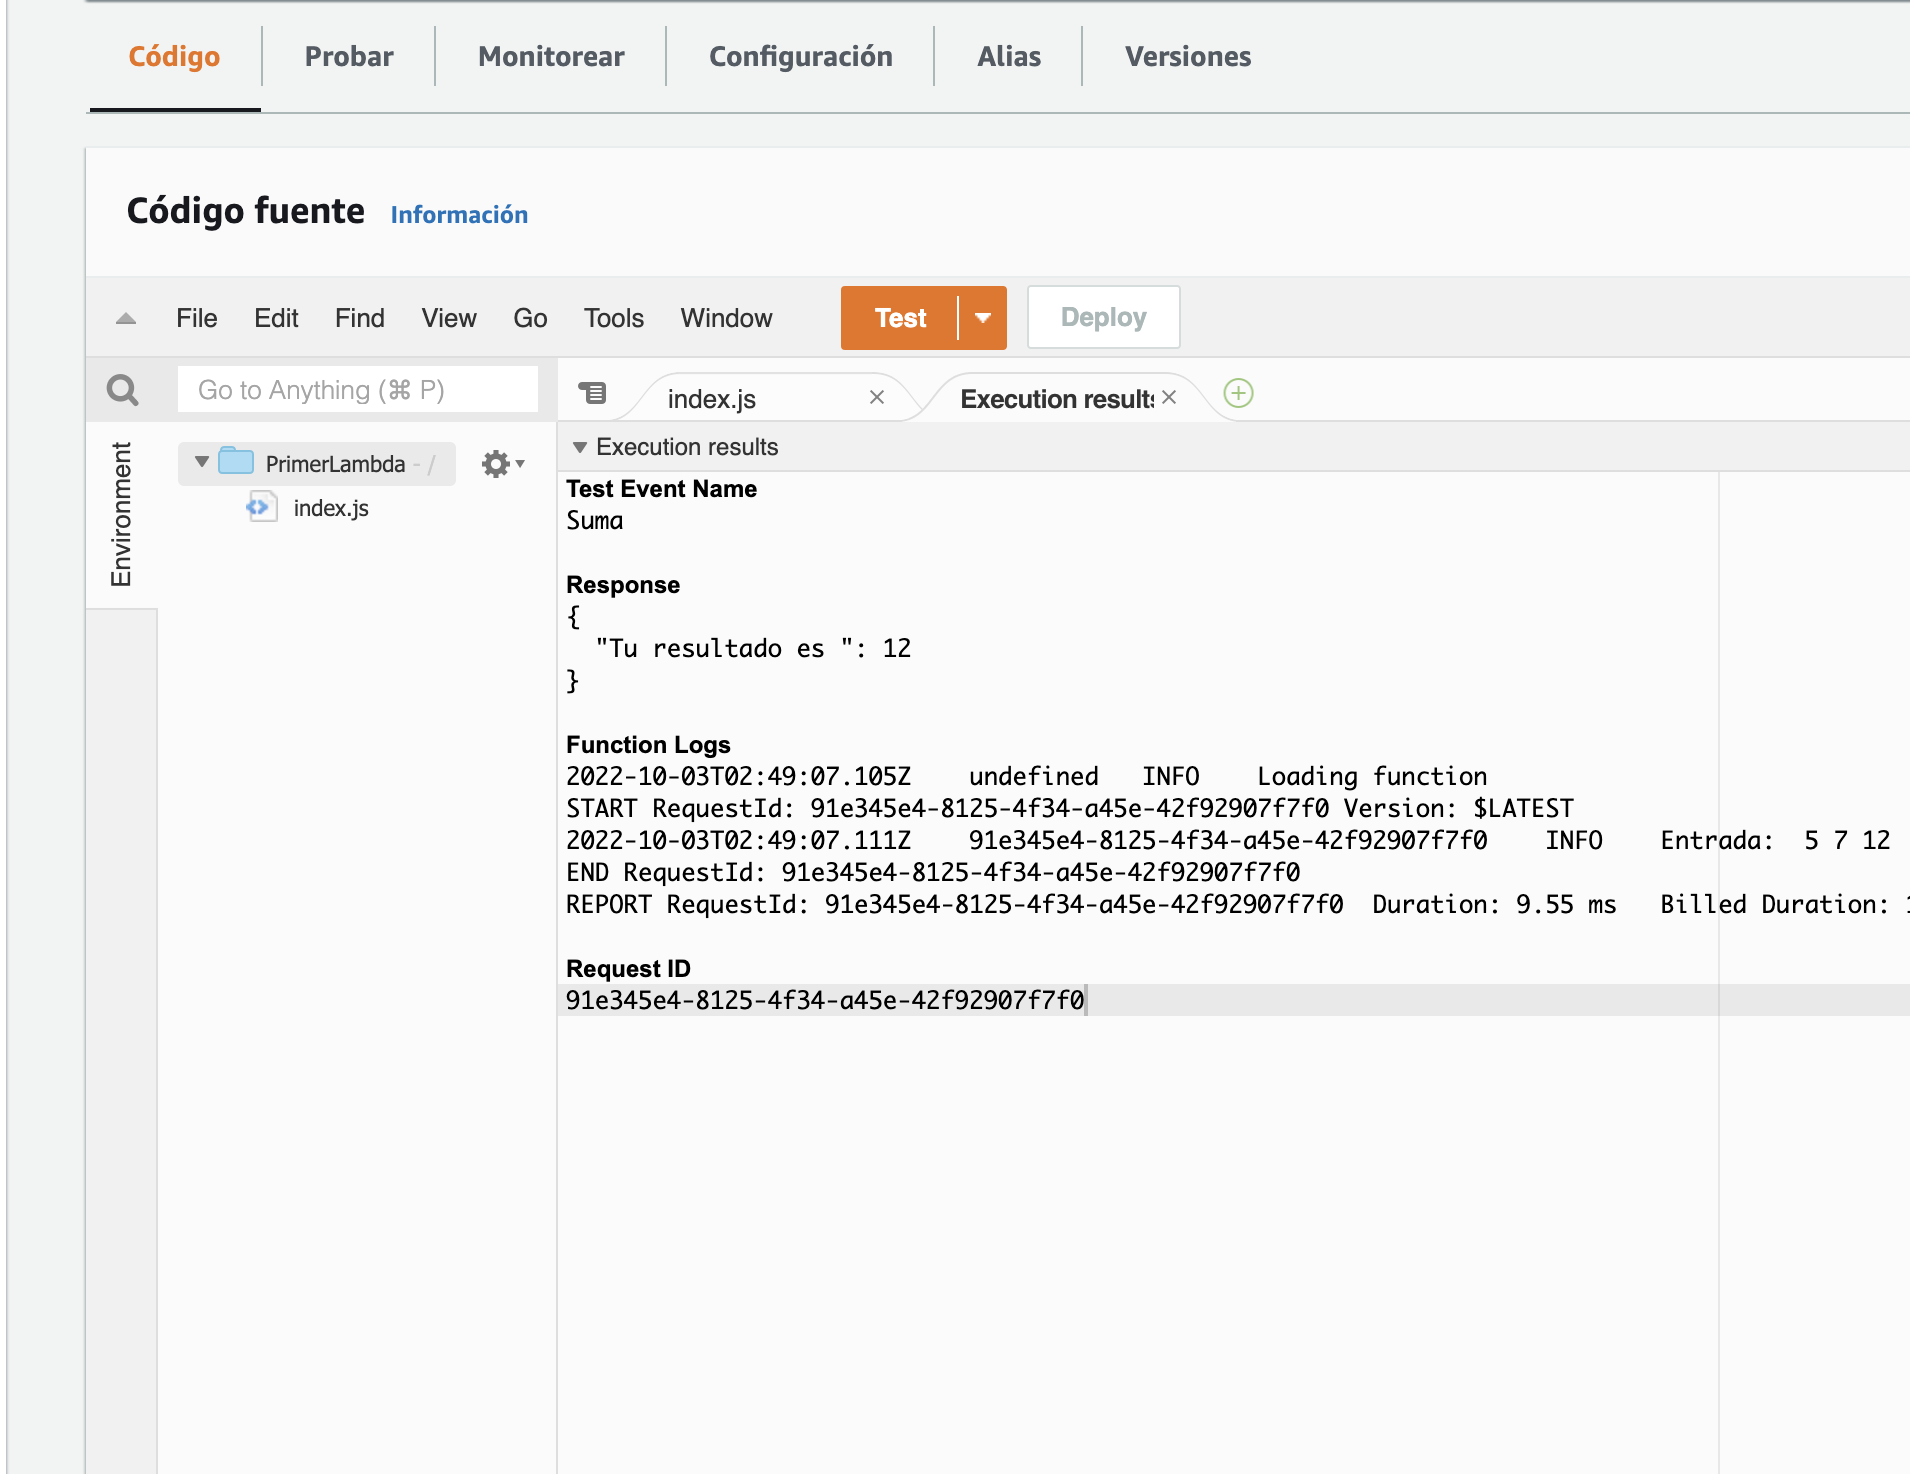 Código Probar Monitorear Configuración Alias Versiones
Código fuente Información
File Edit Find View Go Tools Window Test Deploy
Go to Anything (⌘ P)
index.js Execution results
Environment
PrimerLambda - /
index.js
Execution results
Test Event Name
Suma
Response
{
"Tu resultado es ": 12
}
Function Logs
2022-10-03T02:49:07.105Z undefined INFO Loading function
START RequestId: 91e345e4-8125-4f34-a45e-42f92907f7f0 Version: $LATEST
2022-10-03T02:49:07.111Z 91e345e4-8125-4f34-a45e-42f92907f7f0 INFO Entrada: 5 7 12
END RequestId: 91e345e4-8125-4f34-a45e-42f92907f7f0
REPORT RequestId: 91e345e4-8125-4f34-a45e-42f92907f7f0 Duration: 9.55 ms Billed Duration:
Request ID
91e345e4-8125-4f34-a45e-42f92907f7f0